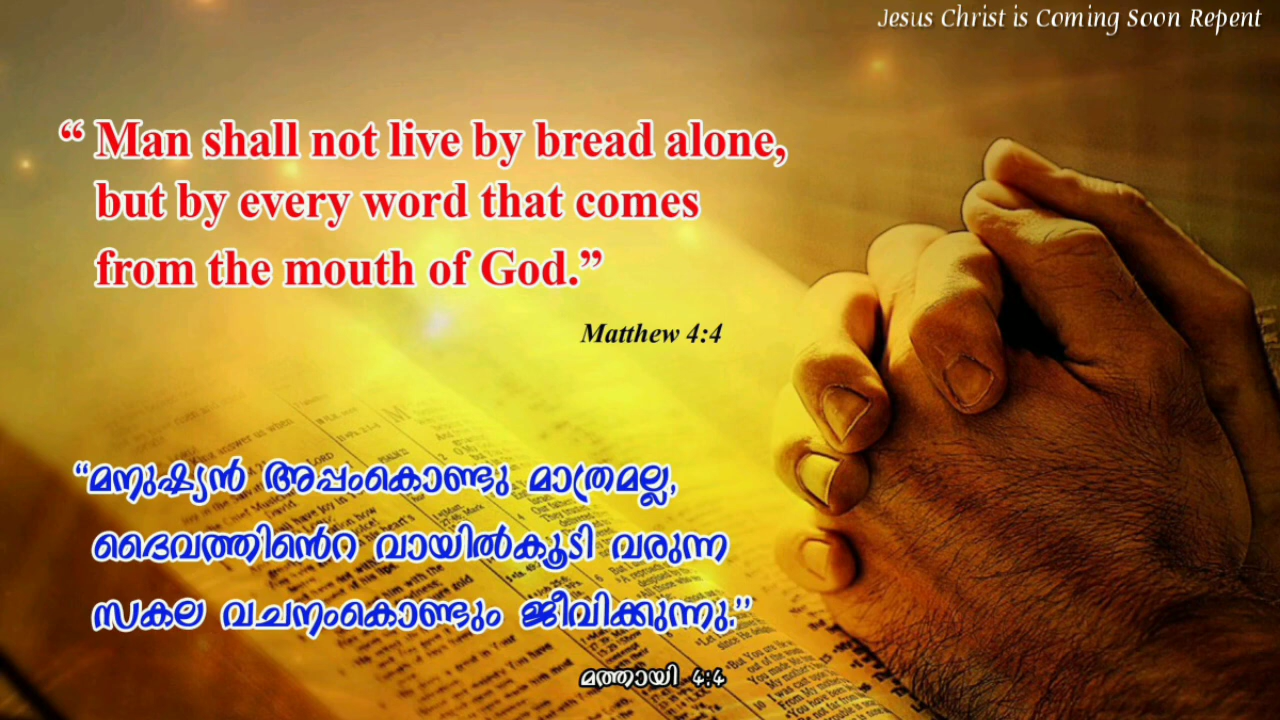 Jesus Christ is Coming Soon Repent
“ Man shall not live by bread alone,
but by every word that comes
from the mouth of God.”
Matthew 4:4
“മനുഷ്യൻ അപ്പംകൊണ്ടു മാത്രമല്ല,
ദൈവത്തിൻെറ വായിൽകൂടി വരുന്ന
സകല വചനംകൊണ്ടും ജീവിക്കുന്നു.”
മത്തായി 4:4